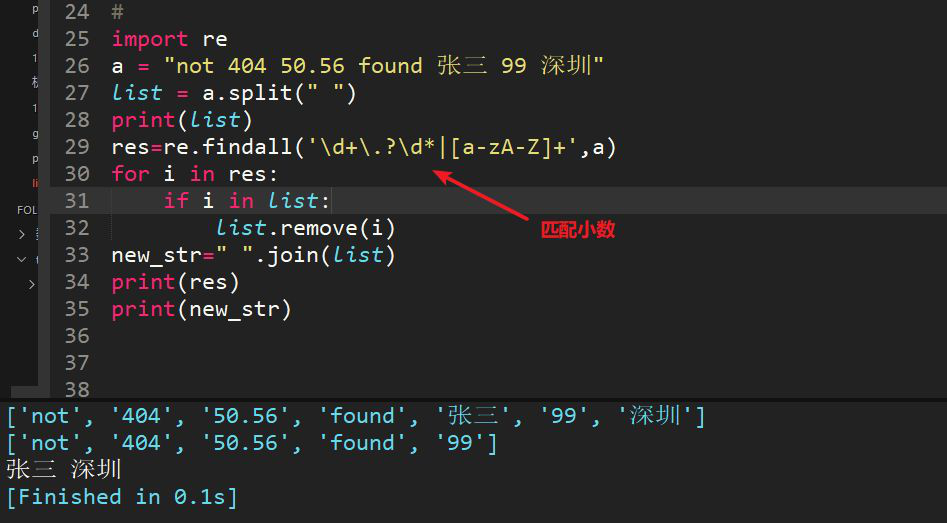 24 #
25 import re
26 a = "not 404 50.56 found 张三 99 深圳"
27 list = a.split(" ")
28 print(list)
29 res=re.findall('\d+\.?\d*|[a-zA-Z]+',a)
30 for i in res:
31 if i in list:
32 list.remove(i)
匹配小数
33 new_str=" ".join(list)
34 print(res)
35 print(new_str)
36
37
38
FOL
['not', '404', '50.56', 'found', '张三', '99', '深圳']
['not', '404', '50.56', 'found', '99']
张三 深圳
[Finished in 0.1s]